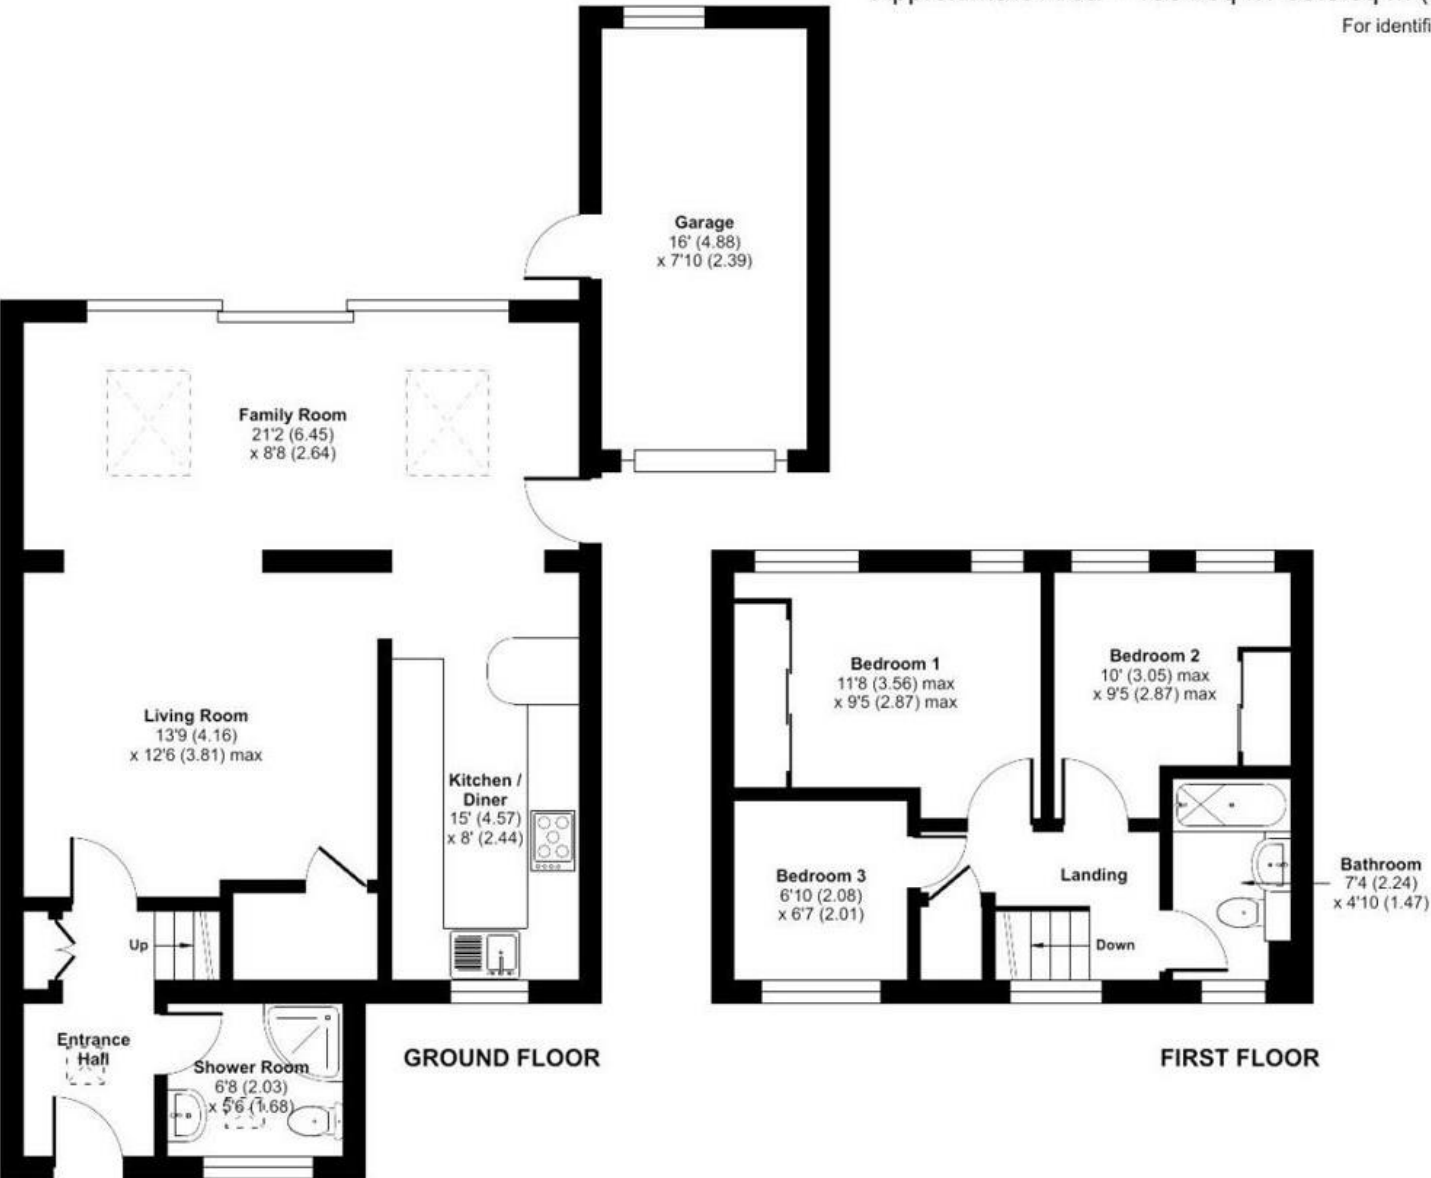 For identifi
Garage
16' (4.88)
x 7'10 (2.39)
Family Room
21'2 (6.45)
x 8'8 (2.64)
Living Room
13'9 (4.16)
x 12'6 (3.81) max
Kitchen /
Diner
15' (4.57)
x 8' (2.44)
Up
Entrance
Hall
Shower Room
6'8 (2.03)
x 5'6 (1.68)
GROUND FLOOR
Bedroom 1
11'8 (3.56) max
x 9'5 (2.87) max
Bedroom 2
10' (3.05) max
x 9'5 (2.87) max
Bedroom 3
6'10 (2.08)
x 6'7 (2.01)
Landing
Down
Bathroom
7'4 (2.24)
x 4'10 (1.47)
FIRST FLOOR